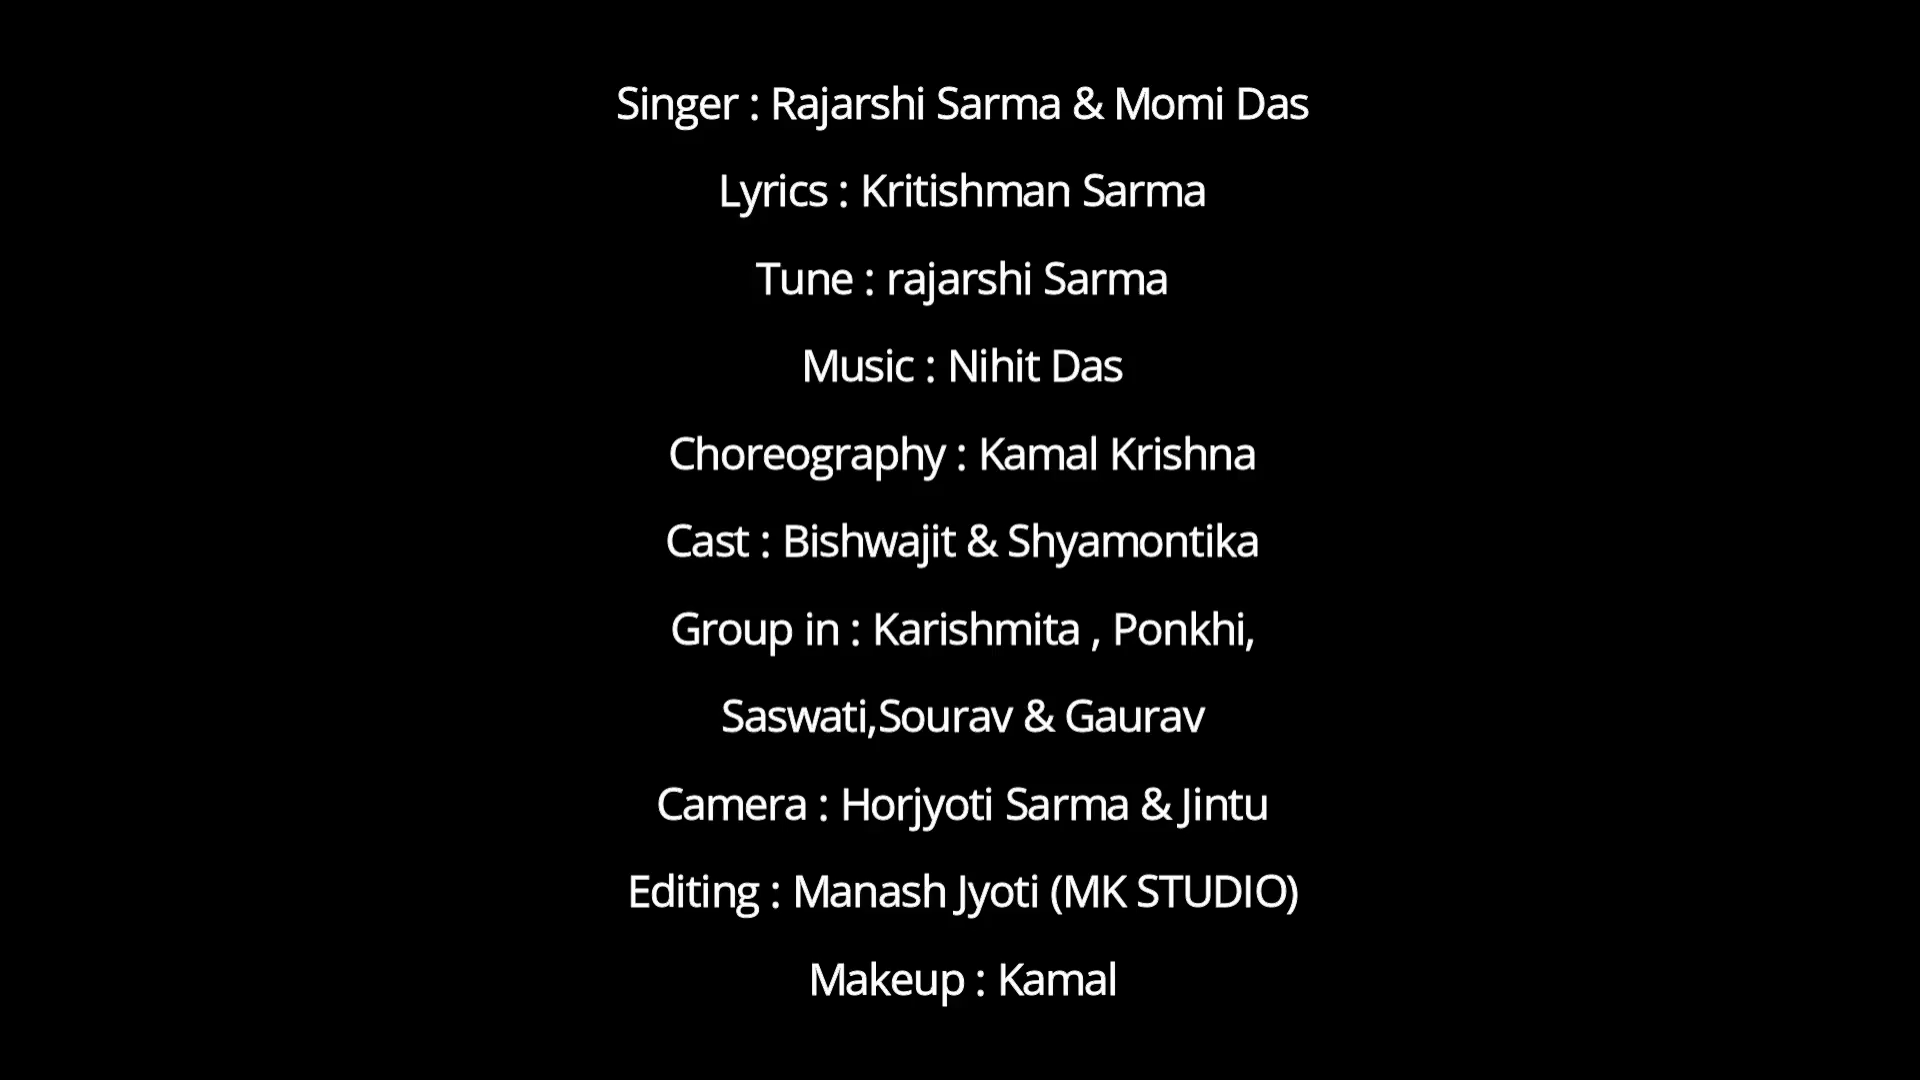 Singer : Rajarshi Sarma & Momi Das
Lyrics : Kritishman Sarma
Tune : rajarshi Sarma
Music : Nihit Das
Choreography : Kamal Krishna
Cast : Bishwajit & Shyamontika
Group in : Karishmita , Ponkhi,
Saswati,Sourav & Gaurav
Camera : Horjyoti Sarma & Jintu
Editing : Manash Jyoti (MK STUDIO)
Makeup : Kamal